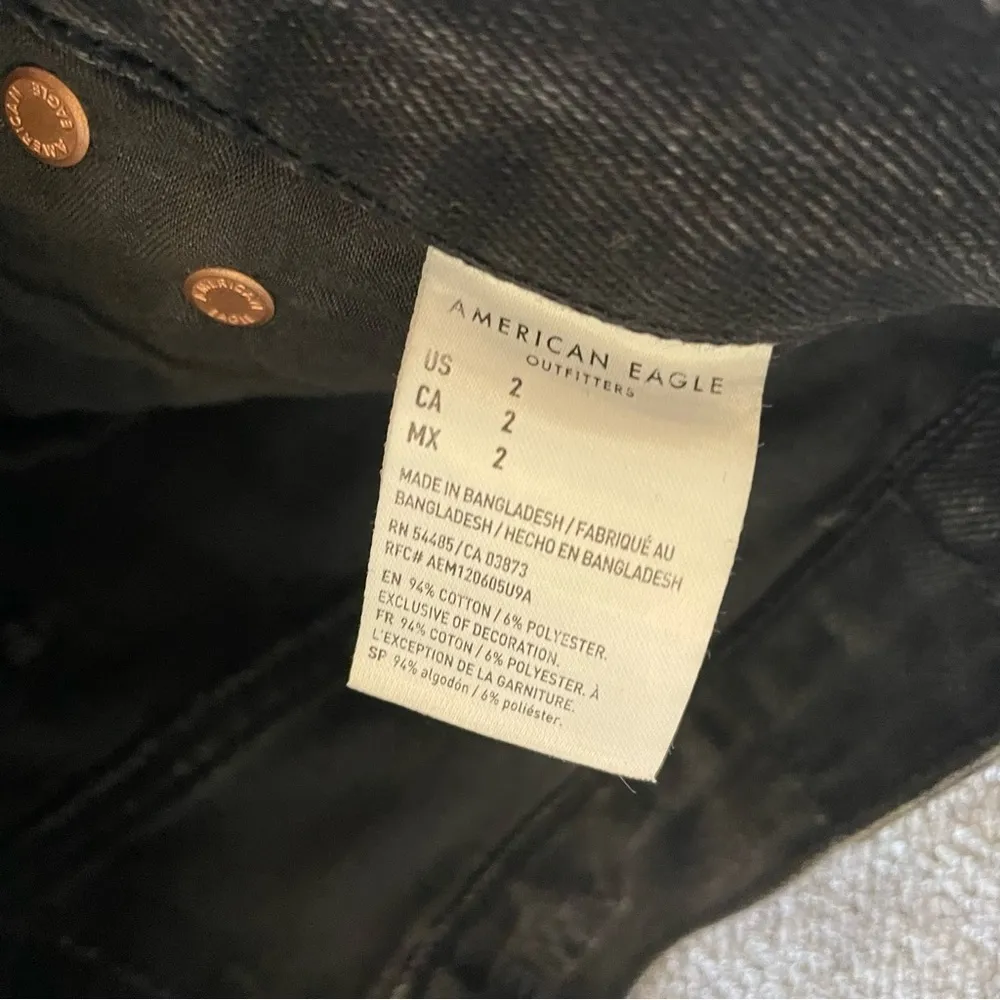 AMERICAN EAGLE
AMERICAN EAGLE
AMERICAN EAGLE
OUTFITTERS
US 2
CA 2
MX 2
MADE IN BANGLADESH / FABRIQUÉ AU
BANGLADESH / HECHO EN BANGLADESH
RN 54485 / CA 03873
RFC# AEM120605U9A
EN 94% COTTON / 6% POLYESTER.
EXCLUSIVE OF DECORATION.
FR 94% COTON / 6% POLYESTER. À
L'EXCEPTION DE LA GARNITURE.
SP 94% algodón / 6% poliéster.